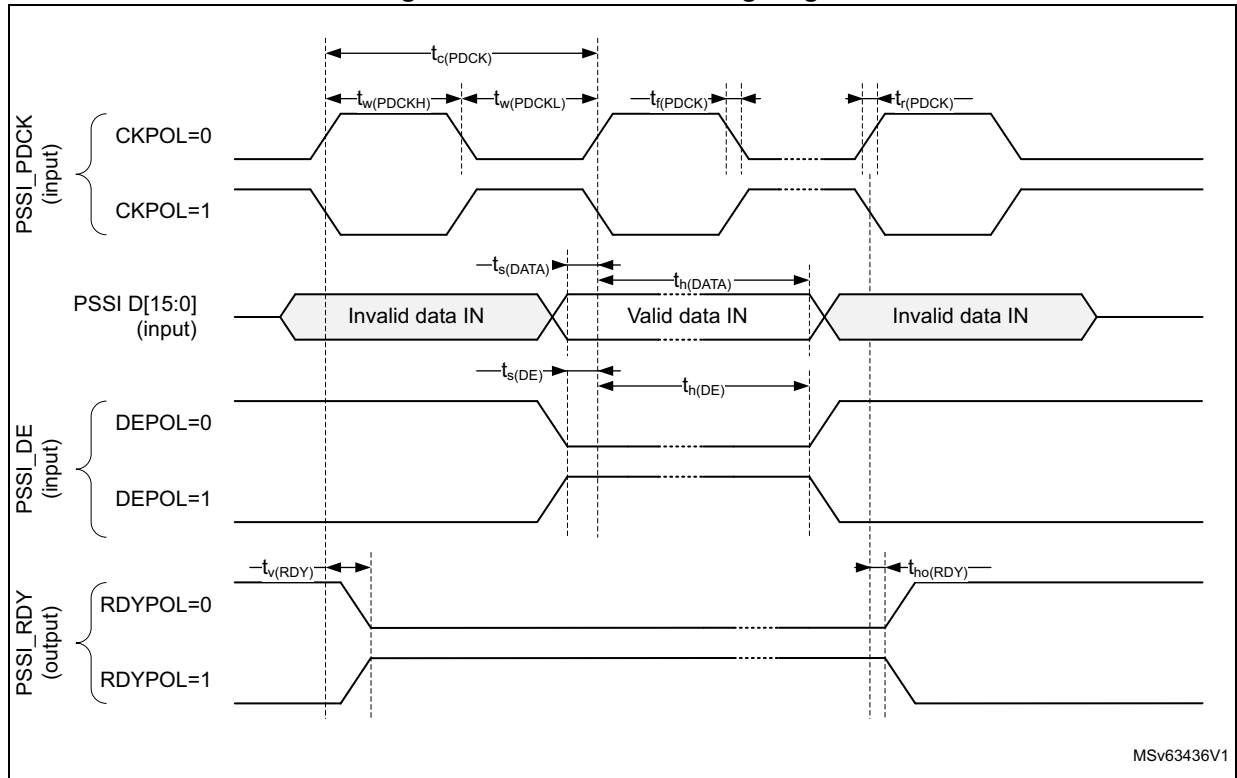 tc(PDCK)
tw(PDCKH) tw(PDCKL) tf(PDCK) tr(PDCK)
PSSI_PDCK
(input)
CKPOL=0
CKPOL=1
ts(DATA)
th(DATA)
PSSI D[15:0]
(input)
Invalid data IN Valid data IN Invalid data IN
ts(DE)
th(DE)
PSSI_DE
(input)
DEPOL=0
DEPOL=1
tv(RDY) tho(RDY)
PSSI_RDY
(output)
RDYPOL=0
RDYPOL=1
MSv63436V1